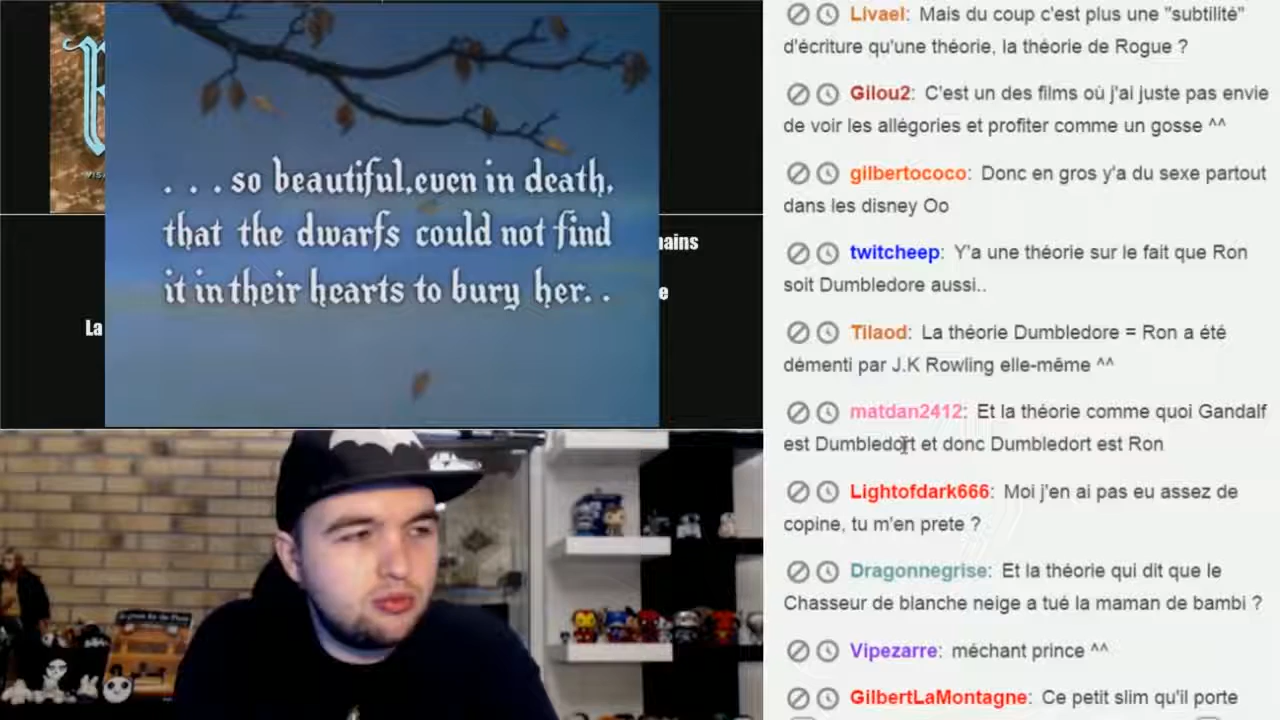 . . . so beautiful, even in death,
that the dwarfs could not find
it in their hearts to bury her. .
La
Livael: Mais du coup c'est plus une "subtilité"
d'écriture qu'une théorie, la théorie de Rogue ?
Gilou2: C'est un des films où j'ai juste pas envie
de voir les allégories et profiter comme un gosse ^^
gilbertococo: Donc en gros y'a du sexe partout
dans les disney Oo
twitcheep: Y'a une théorie sur le fait que Ron
soit Dumbledore aussi..
Tilaod: La théorie Dumbledore = Ron a été
démenti par J.K Rowling elle-même ^^
matdan2412: Et la théorie comme quoi Gandalf
est Dumbledort et donc Dumbledort est Ron
Lightofdark666: Moi j'en ai pas eu assez de
copine, tu m'en prete ?
Dragonnegrise: Et la théorie qui dit que le
Chasseur de blanche neige a tué la maman de bambi ?
Vipezarre: méchant prince ^^
GilbertLaMontagne: Ce petit slim qu'il porte